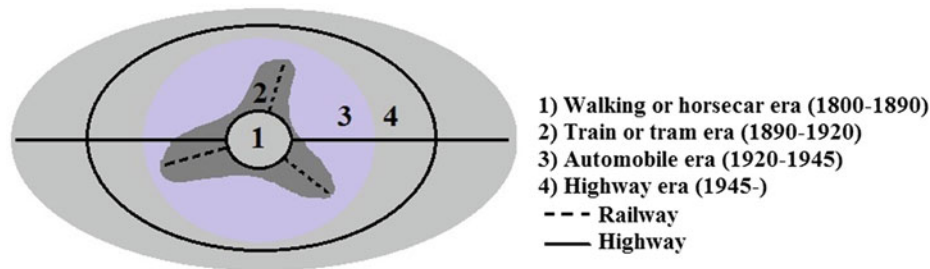 2
1
3
4
1) Walking or horsecar era (1800-1890)
2) Train or tram era (1890-1920)
3) Automobile era (1920-1945)
4) Highway era (1945-)
Railway
Highway